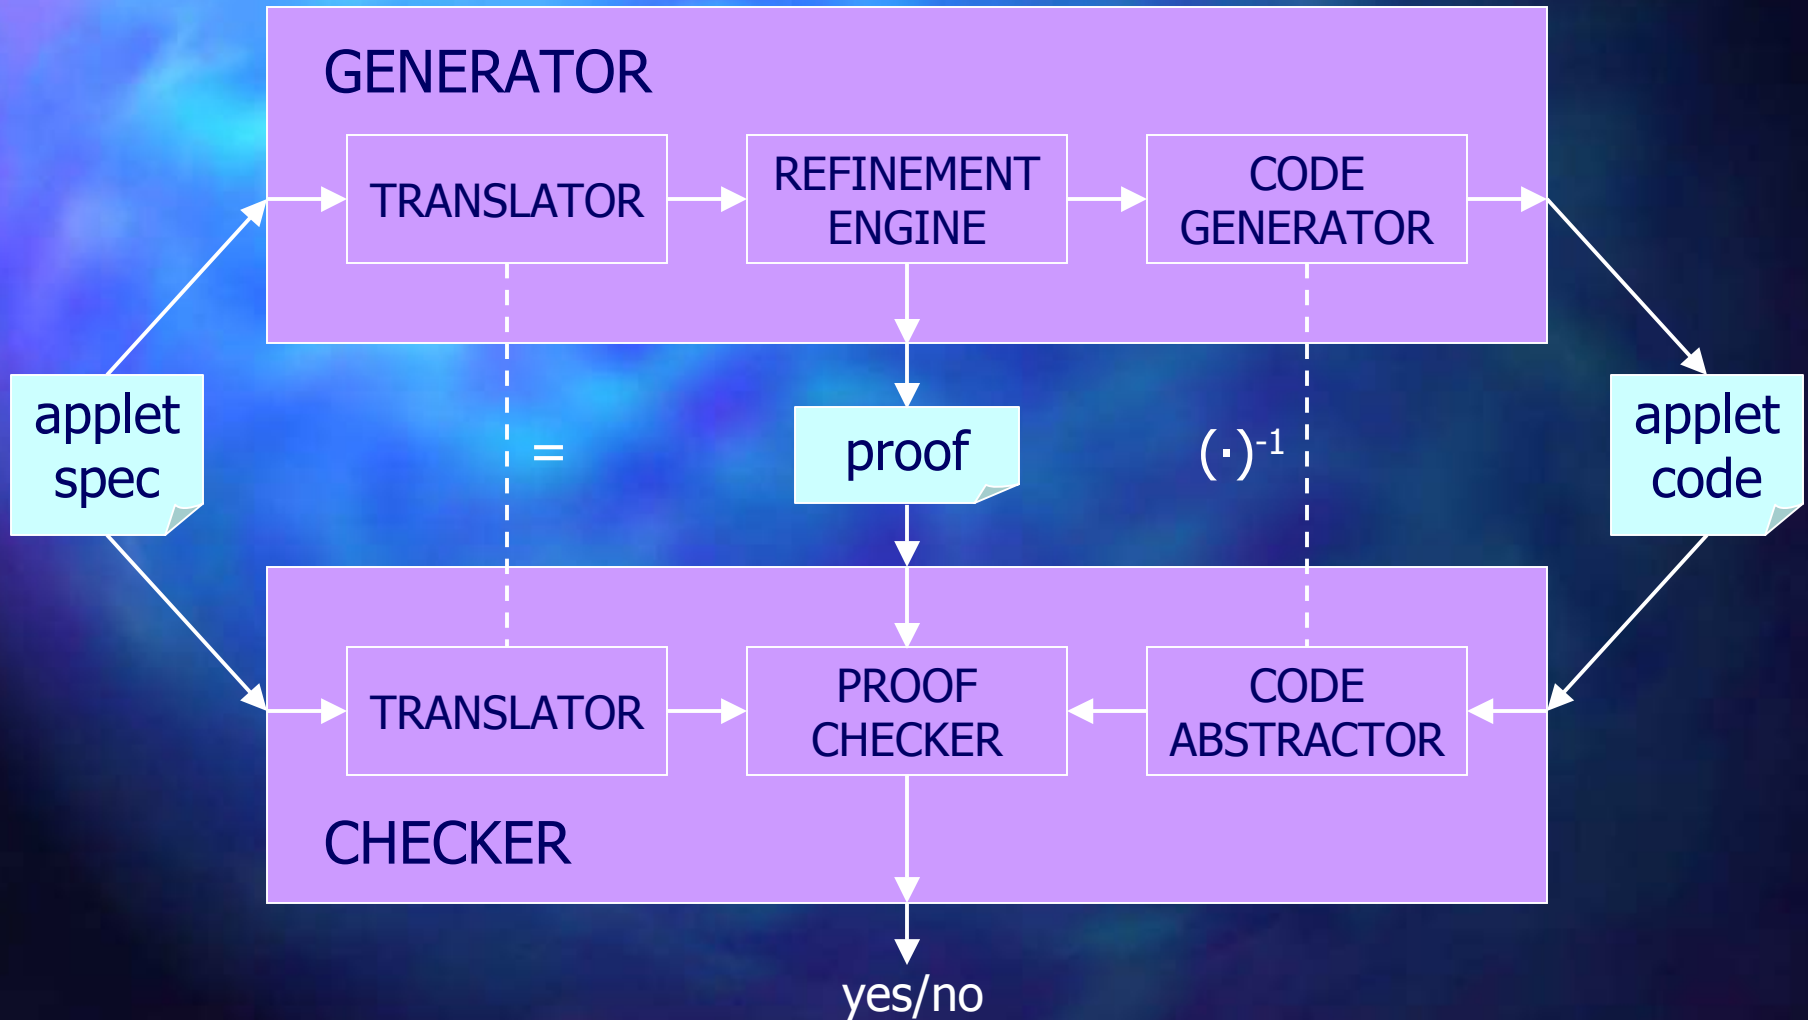 GENERATOR
TRANSLATOR
REFINEMENT
ENGINE
CODE
GENERATOR
applet
spec
=
proof
(·)-1
applet
code
TRANSLATOR
PROOF
CHECKER
CODE
ABSTRACTOR
CHECKER
yes/no